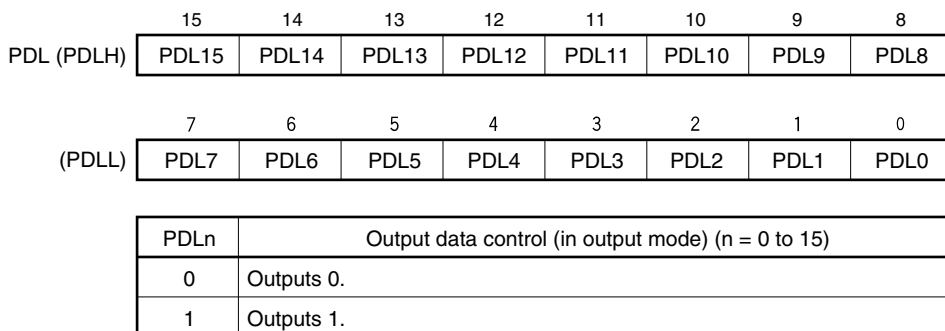 15 14 13 12 11 10 9 8
PDL (PDLH) PDL15 PDL14 PDL13 PDL12 PDL11 PDL10 PDL9 PDL8
7 6 5 4 3 2 1 0
(PDLL) PDL7 PDL6 PDL5 PDL4 PDL3 PDL2 PDL1 PDL0
PDLn Output data control (in output mode) (n = 0 to 15)
0 Outputs 0.
1 Outputs 1.